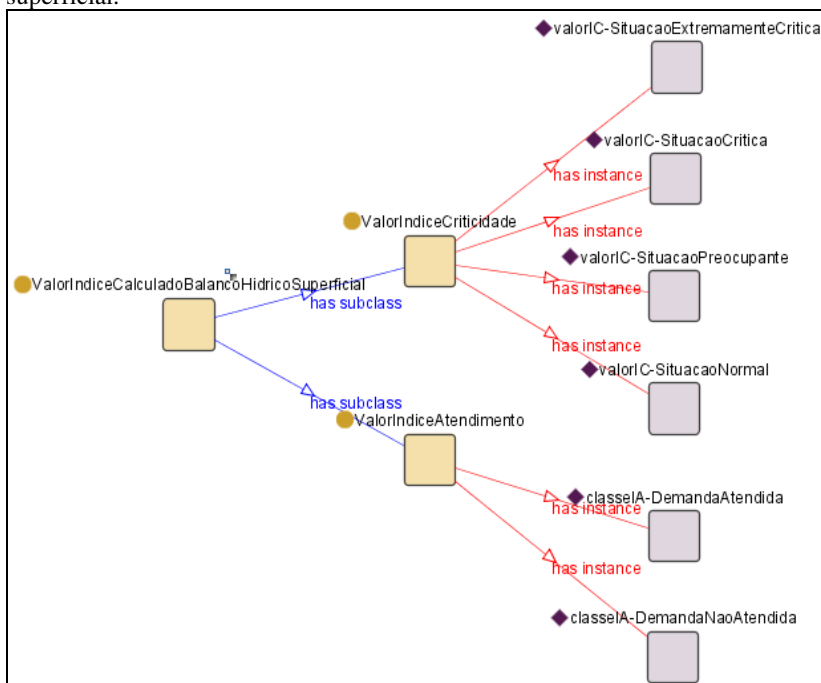 superficial.
valorIC-SituacaoExtremamenteCritica
valorIC-SituacaoCritica
has instance
ValorIndiceCriticidade
has instance
valorIC-SituacaoPreocupante
ValorIndiceCalculadoBalancoHidricoSuperficial
has instance
has subclass
has instance
valorIC-SituacaoNormal
has subclass
ValorIndiceAtendimento
classeIA-DemandaAtendida
has instance
has instance
classeIA-DemandaNaoAtendida